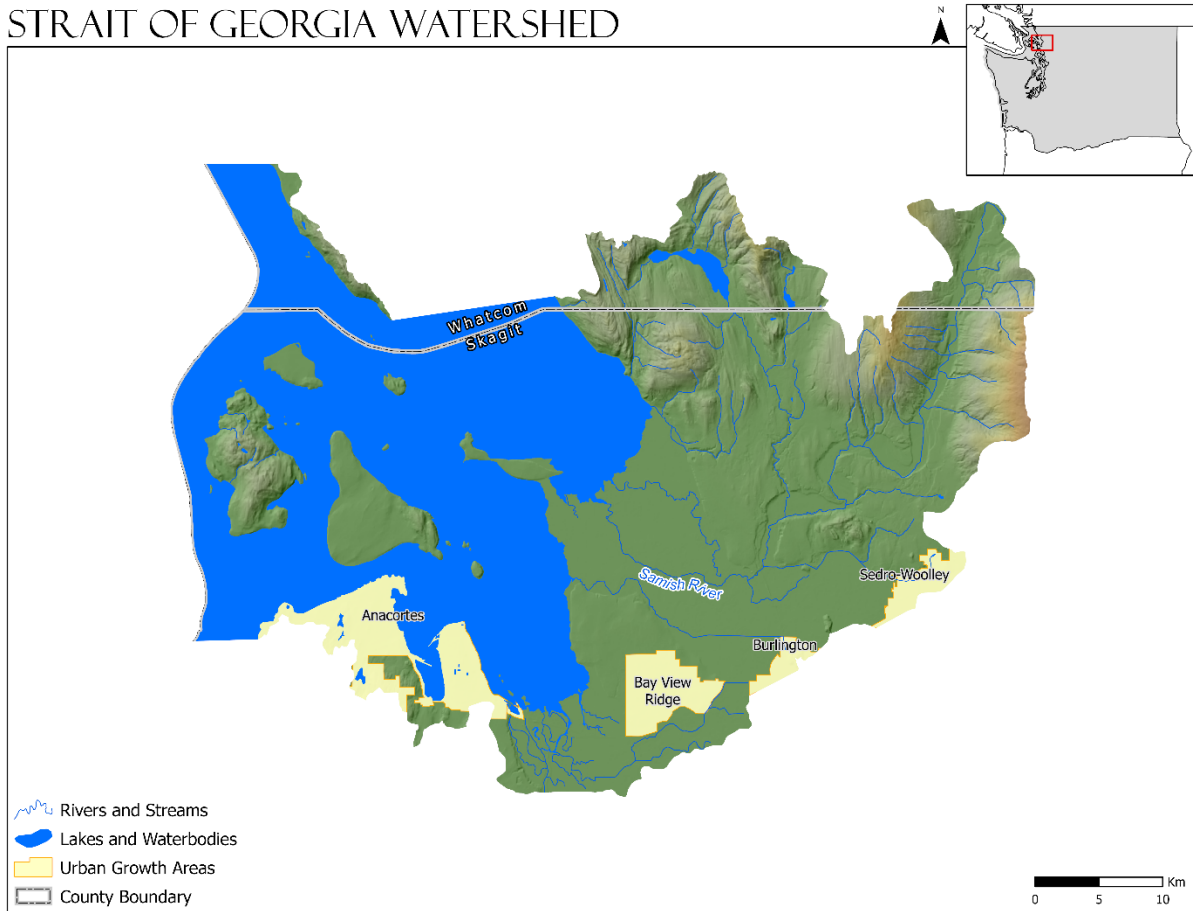 STRAIT OF GEORGIA WATERSHED
N
Whatcom
Skagit
Samish River
Sedro-Woolley
Anacortes
Burlington
Bay View
Ridge
Rivers and Streams
Lakes and Waterbodies
Urban Growth Areas
County Boundary
Km
0 5 10